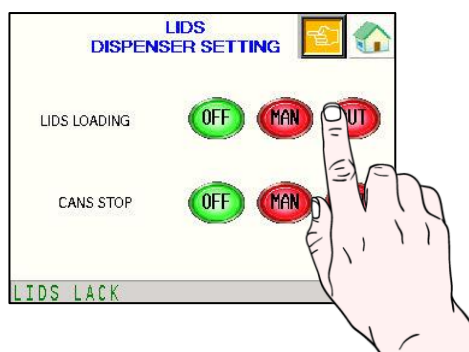 LIDS
DISPENSER SETTING
LIDS LOADING OFF MAN
CANS STOP OFF MAN
LIDS LACK